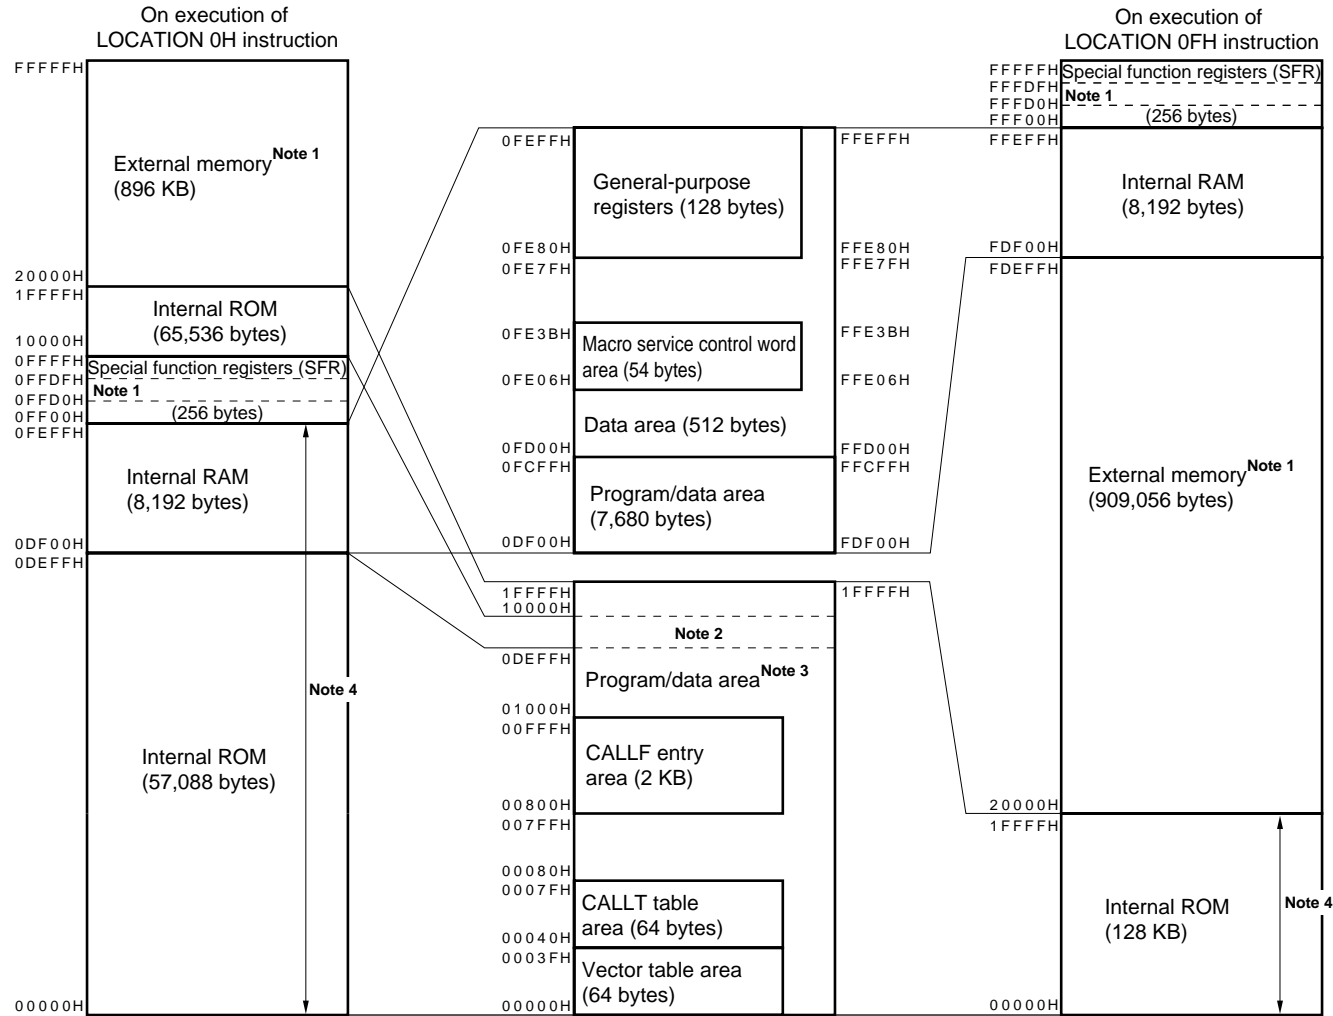 On execution of
LOCATION 0H instruction
FFFFFH
External memory Note 1
(896 KB)
20000H
1FFFFH
Internal ROM
(65,536 bytes)
10000H
0FFFFH
Special function registers (SFR)
0FFDFH
Note 1
0FFD0H
(256 bytes)
0FF00H
0FEFFH
Internal RAM
(8,192 bytes)
0DF00H
0DEFFH
Note 4
Internal ROM
(57,088 bytes)
00000H
0FEFFH
FFEFFH
General-purpose
registers (128 bytes)
0FE80H
FFE80H
0FE7FH
FFE7FH
0FE3BH
FFE3BH
Macro service control word
area (54 bytes)
0FE06H
FFE06H
Data area (512 bytes)
0FD00H
FFD00H
0FCFFH
FFCFFH
Program/data area
(7,680 bytes)
0DF00H
FDF00H
1FFFFH
1FFFFH
10000H
Note 2
0DEFFH
Program/data area Note 3
01000H
00FFFH
CALLF entry
area (2 KB)
00800H
007FFH
00080H
0007FH
CALLT table
area (64 bytes)
00040H
0003FH
Vector table area
(64 bytes)
00000H
On execution of
LOCATION 0FH instruction
FFFFFH
Special function registers (SFR)
FFFDFH
Note 1
FFFD0H
(256 bytes)
FFF00H
FFEFFH
Internal RAM
(8,192 bytes)
FDF00H
FDEFFH
External memory Note 1
(909,056 bytes)
20000H
1FFFFH
Note 4
Internal ROM
(128 KB)
00000H